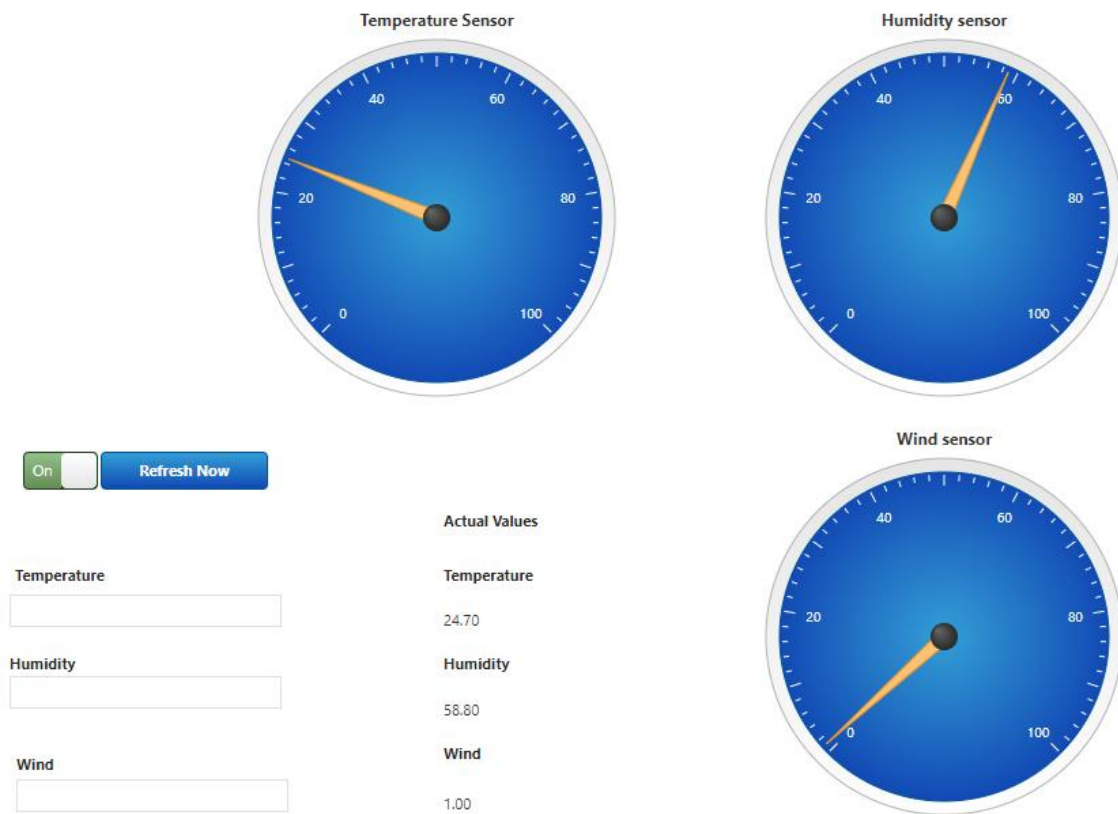 Temperature Sensor
40 60
20 80
0 100
Humidity sensor
40 60
20 80
0 100
On
Refresh Now
Temperature
Humidity
Wind
Actual Values
Temperature
24.70
Humidity
58.80
Wind
1.00
Wind sensor
40 60
20 80
0 100